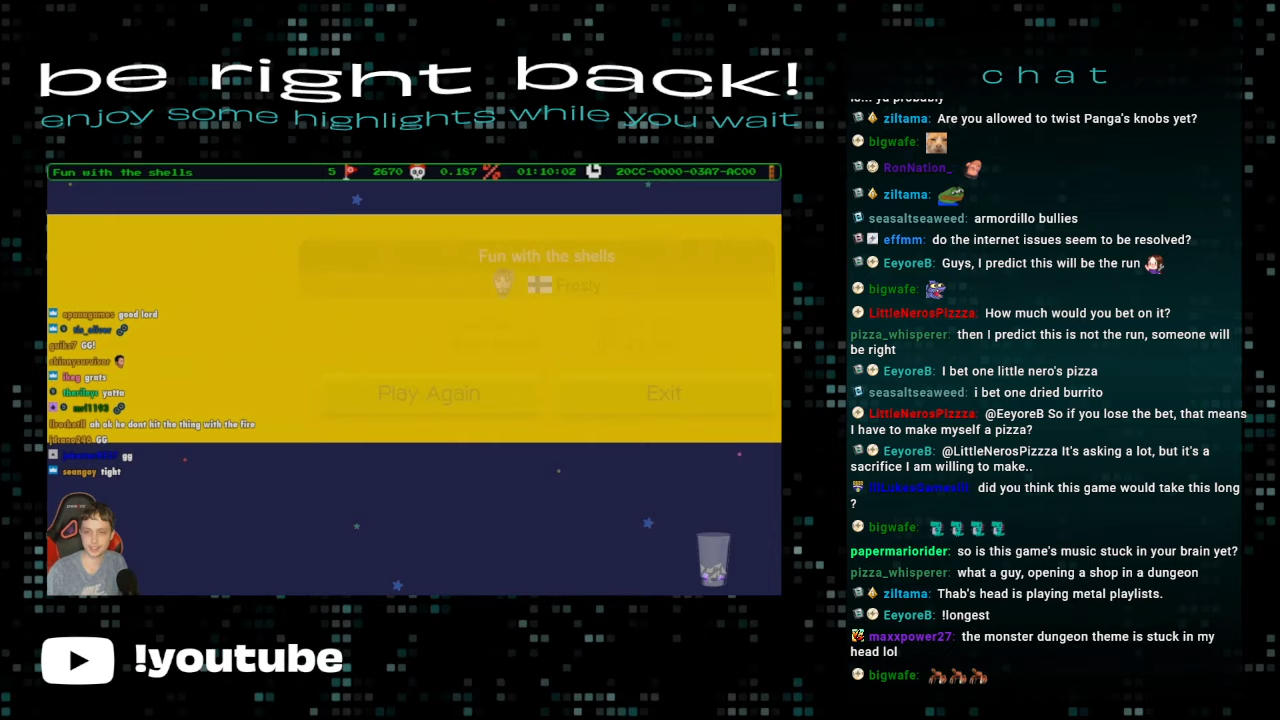 be right back!
enjoy some highlights while you wait
Fun with the shells 5 2670 0.187 01:10:02 20CC-0000-03A7-AC00
Fun with the shells
Frosty
Play Again Exit
good lord
guiks7 GG!
skinnysurvivor
ikeg grats
therileys yatta
ah ok he dont hit the thing with the fire
GG
gg
seangoy tight
!youtube
chat
ziltama: Are you allowed to twist Panga's knobs yet?
bigwafe:
RonNation_
ziltama:
seasaltseaweed: armordillo bullies
effmm: do the internet issues seem to be resolved?
EeyoreB: Guys, I predict this will be the run
bigwafe:
LittleNerosPizzza: How much would you bet on it?
pizza_whisperer: then I predict this is not the run, someone will
be right
EeyoreB: I bet one little nero's pizza
seasaltseaweed: i bet one dried burrito
LittleNerosPizzza: @EeyoreB So if you lose the bet, that means
I have to make myself a pizza?
EeyoreB: @LittleNerosPizzza It's asking a lot, but it's a
sacrifice I am willing to make..
did you think this game would take this long
?
bigwafe:
papermariorider: so is this game's music stuck in your brain yet?
pizza_whisperer: what a guy, opening a shop in a dungeon
ziltama: Thab's head is playing metal playlists.
EeyoreB: !longest
maxxpower27: the monster dungeon theme is stuck in my
head lol
bigwafe: